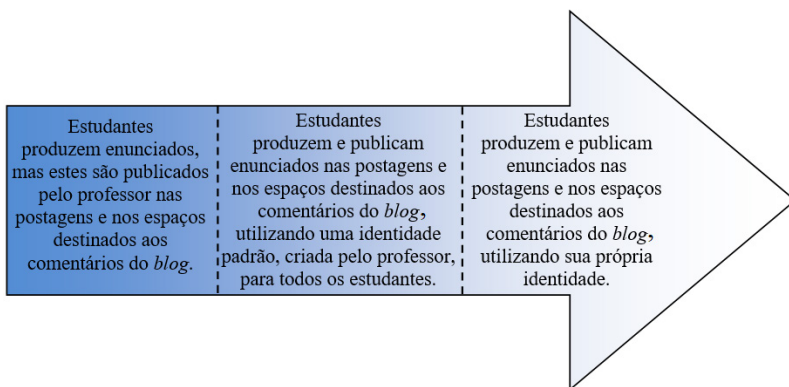 Estudantes
produzem enunciados,
mas estes são publicados
pelo professor nas
postagens e nos espaços
destinados aos
comentários do blog.
Estudantes
produzem e publicam
enunciados nas postagens e
nos espaços destinados aos
comentários do blog,
utilizando uma identidade
padrão, criada pelo professor,
para todos os estudantes.
Estudantes
produzem e publicam
enunciados nas
postagens e nos espaços
destinados aos
comentários do blog,
utilizando sua própria
identidade.